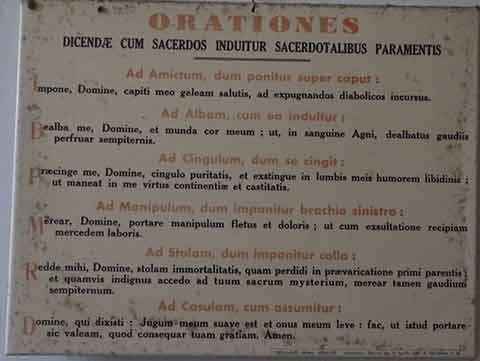 ORATIONES
DICENDÆ CUM SACERDOS INDUITUR SACERDOTALIBUS PARAMENTIS
Ad Amictum, dum ponitur super caput :
Impone, Domine, capiti meo galeam salutis, ad expugnandos diabolicos incursus.
Ad Albam, cum ea induitur :
Dealba me, Domine, et munda cor meum ; ut, in sanguine Agni, dealbatus gaudiis
perfruar sempiternis.
Ad Cingulum, dum se cingit :
Præcinge me, Domine, cingulo puritatis, et exstingue in lumbis meis humorem libidinis ;
ut maneat in me virtus continentiæ et castitatis.
Ad Manipulum, dum imponitur brachio sinistro :
Merear, Domine, portare manipulum fletus et doloris ; ut cum exsultatione recipiam
mercedem laboris.
Ad Stolam, dum imponitur collo :
Redde mihi, Domine, stolam immortalitatis, quam perdidi in prævaricatione primi parentis ;
et quamvis indignus accedo ad tuum sacrum mysterium, merear tamen gaudium
sempiternum.
Ad Casulam, cum assumitur :
Domine, qui dixisti : Jugum meum suave est et onus meum leve : fac, ut istud portare
sic valeam, quod consequar tuam gratiam. Amen.